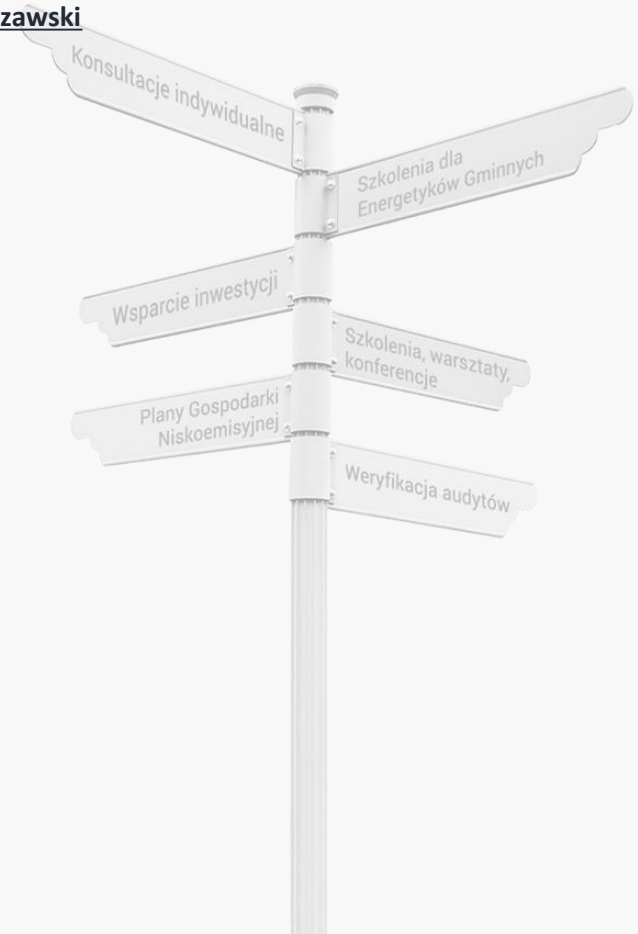 zawski
Konsultacje indywidualne
Szkolenia dla
Energetyków Gminnych
Wsparcie inwestycji
Szkolenia, warsztaty,
konferencje
Plany Gospodarki
Niskoemisyjnej
Weryfikacja audytów